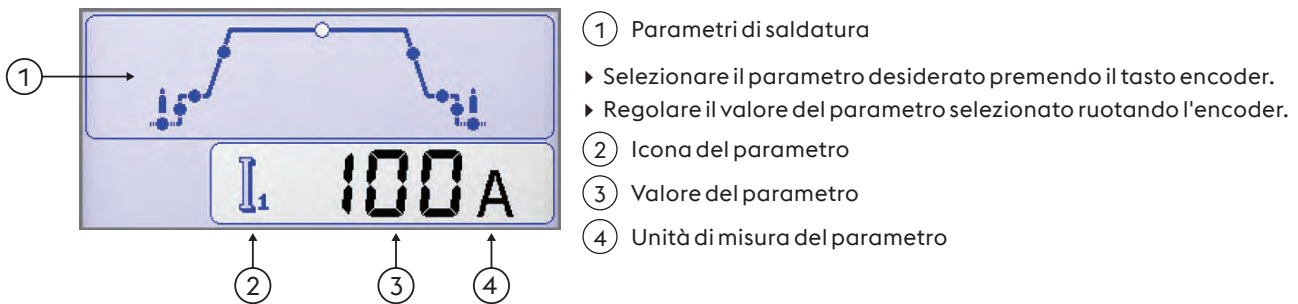 1 Parametri di saldatura
1
▸ Selezionare il parametro desiderato premendo il tasto encoder.
▸ Regolare il valore del parametro selezionato ruotando l'encoder.
2 Icona del parametro
I1 100 A
3 Valore del parametro
4 Unità di misura del parametro
2 3 4